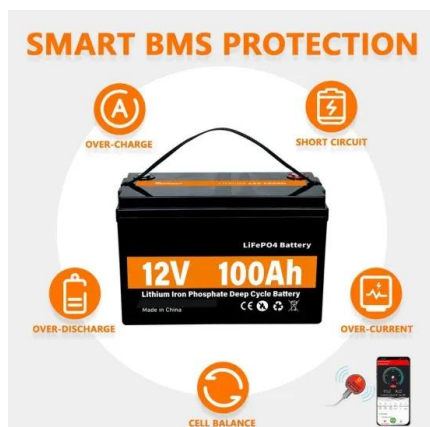 SMART BMS PROTECTION
A
OVER-CHARGE
SHORT CIRCUIT
LiFePO4 Battery
12V 100Ah
Lithium Iron Phosphate Deep Cycle Battery
Made in China
CE
OVER-DISCHARGE
OVER-CURRENT
CELL BALANCE